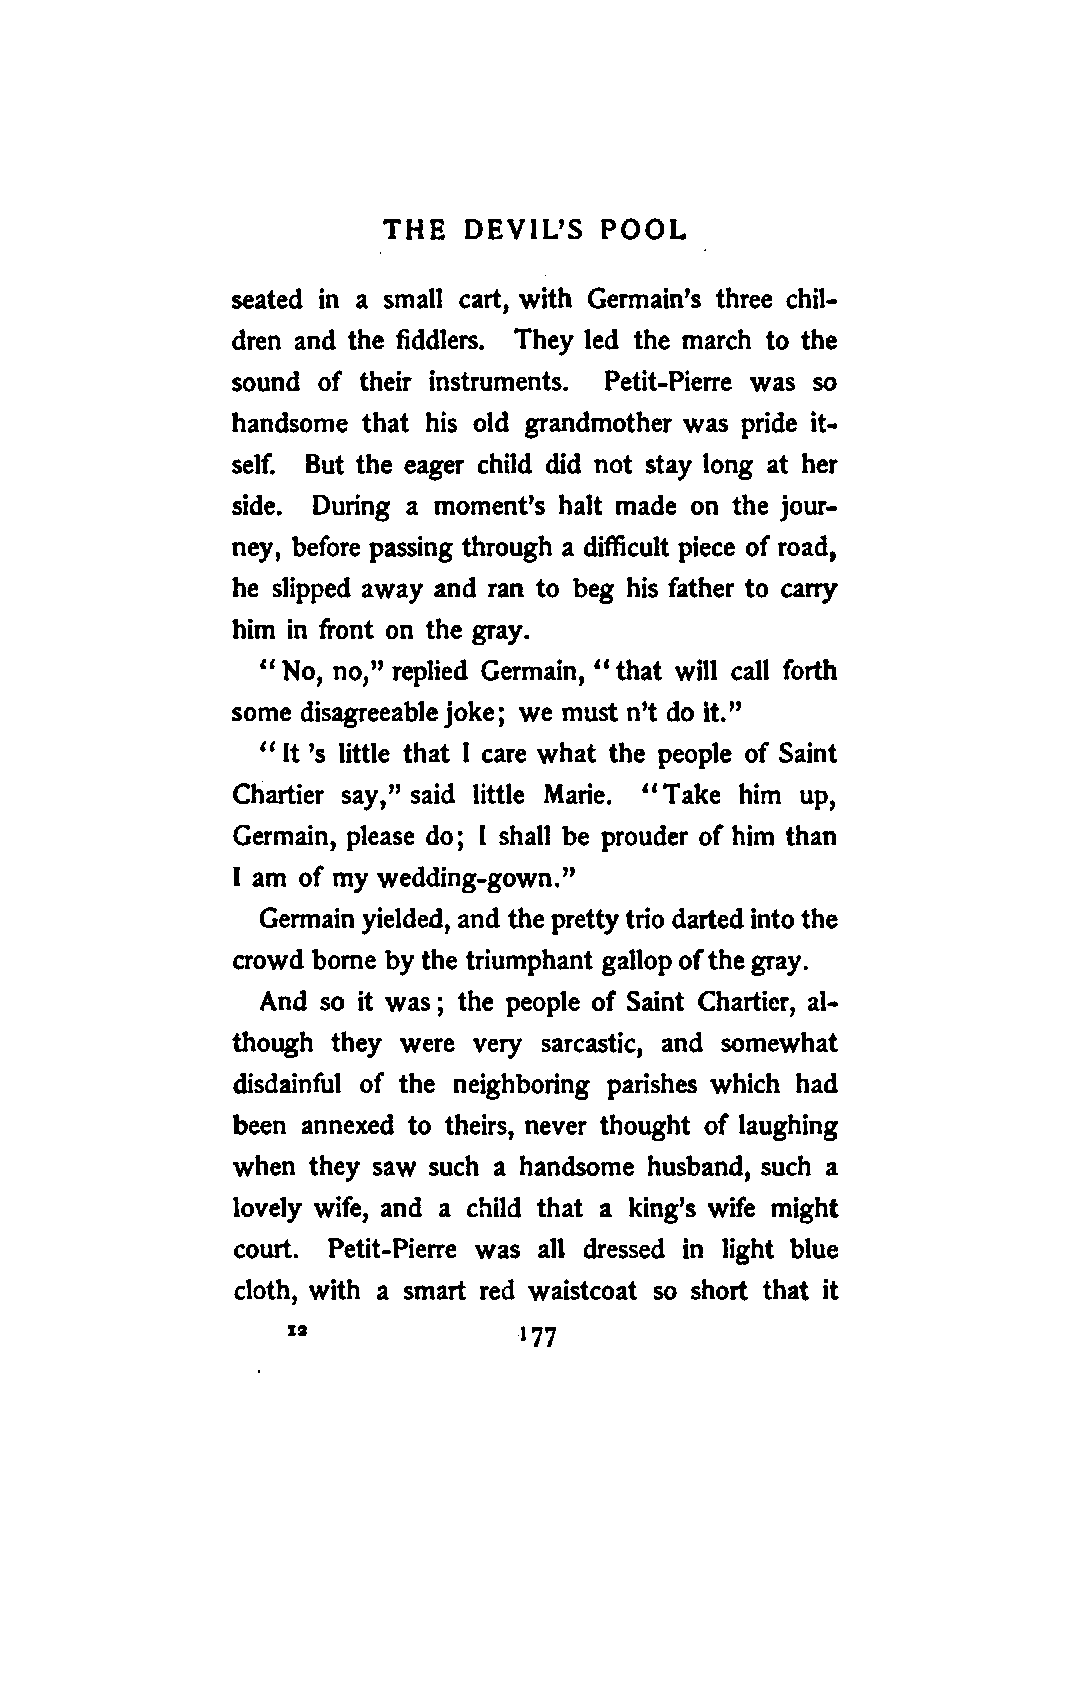 THE DEVIL'S POOL
seated in a small cart, with Germain's three chil-
dren and the fiddlers. They led the march to the
sound of their instruments. Petit-Pierre was so
handsome that his old grandmother was pride it-
self. But the eager child did not stay long at her
side. During a moment's halt made on the jour-
ney, before passing through a difficult piece of road,
he slipped away and ran to beg his father to carry
him in front on the gray.
"No, no," replied Germain, "that will call forth
some disagreeable joke; we must n't do it."
"It 's little that I care what the people of Saint
Chartier say," said little Marie. "Take him up,
Germain, please do; I shall be prouder of him than
I am of my wedding-gown."
Germain yielded, and the pretty trio darted into the
crowd borne by the triumphant gallop of the gray.
And so it was; the people of Saint Chartier, al-
though they were very sarcastic, and somewhat
disdainful of the neighboring parishes which had
been annexed to theirs, never thought of laughing
when they saw such a handsome husband, such a
lovely wife, and a child that a king's wife might
court. Petit-Pierre was all dressed in light blue
cloth, with a smart red waistcoat so short that it
12 177